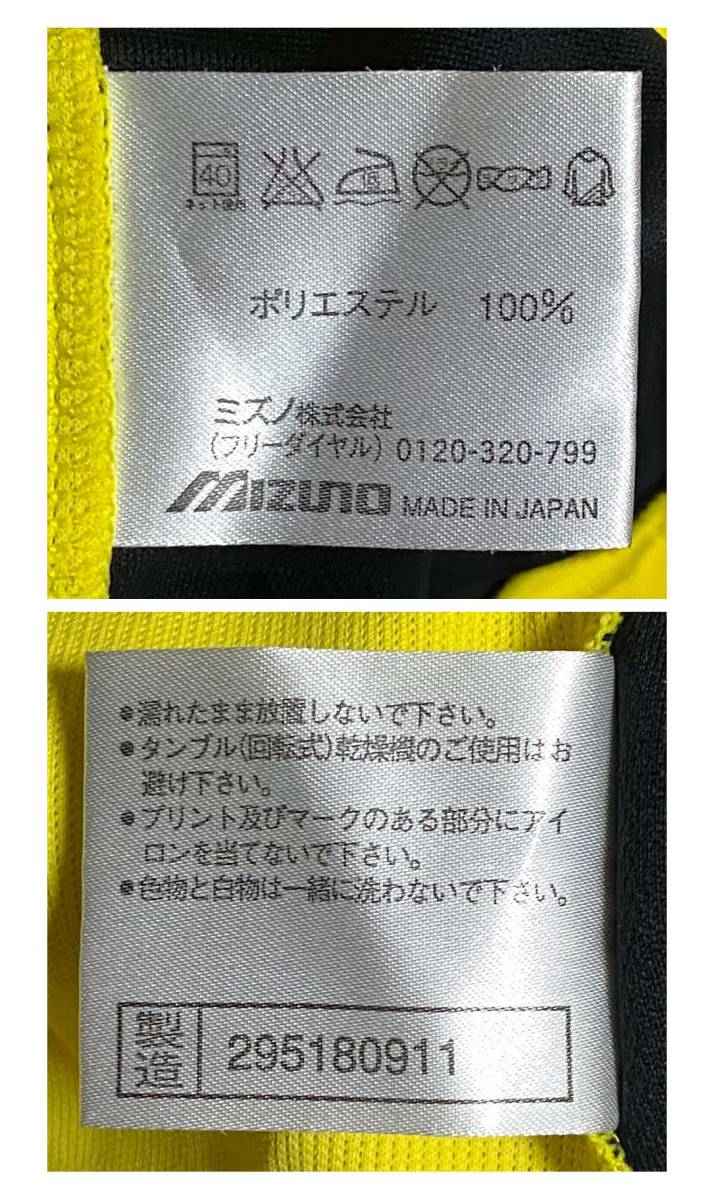 40
ポリエステル 100%
ミズノ株式会社
(フリーダイヤル) 0120-320-799
MIZUNO MADE IN JAPAN
●濡れたまま放置しないで下さい。
●タンブル(回転式)乾燥機のご使用はお
避け下さい。
●プリント及びマークのある部分にアイ
ロンを当てないで下さい。
●色物と白物は一緒に洗わないで下さい。
製造 295180911